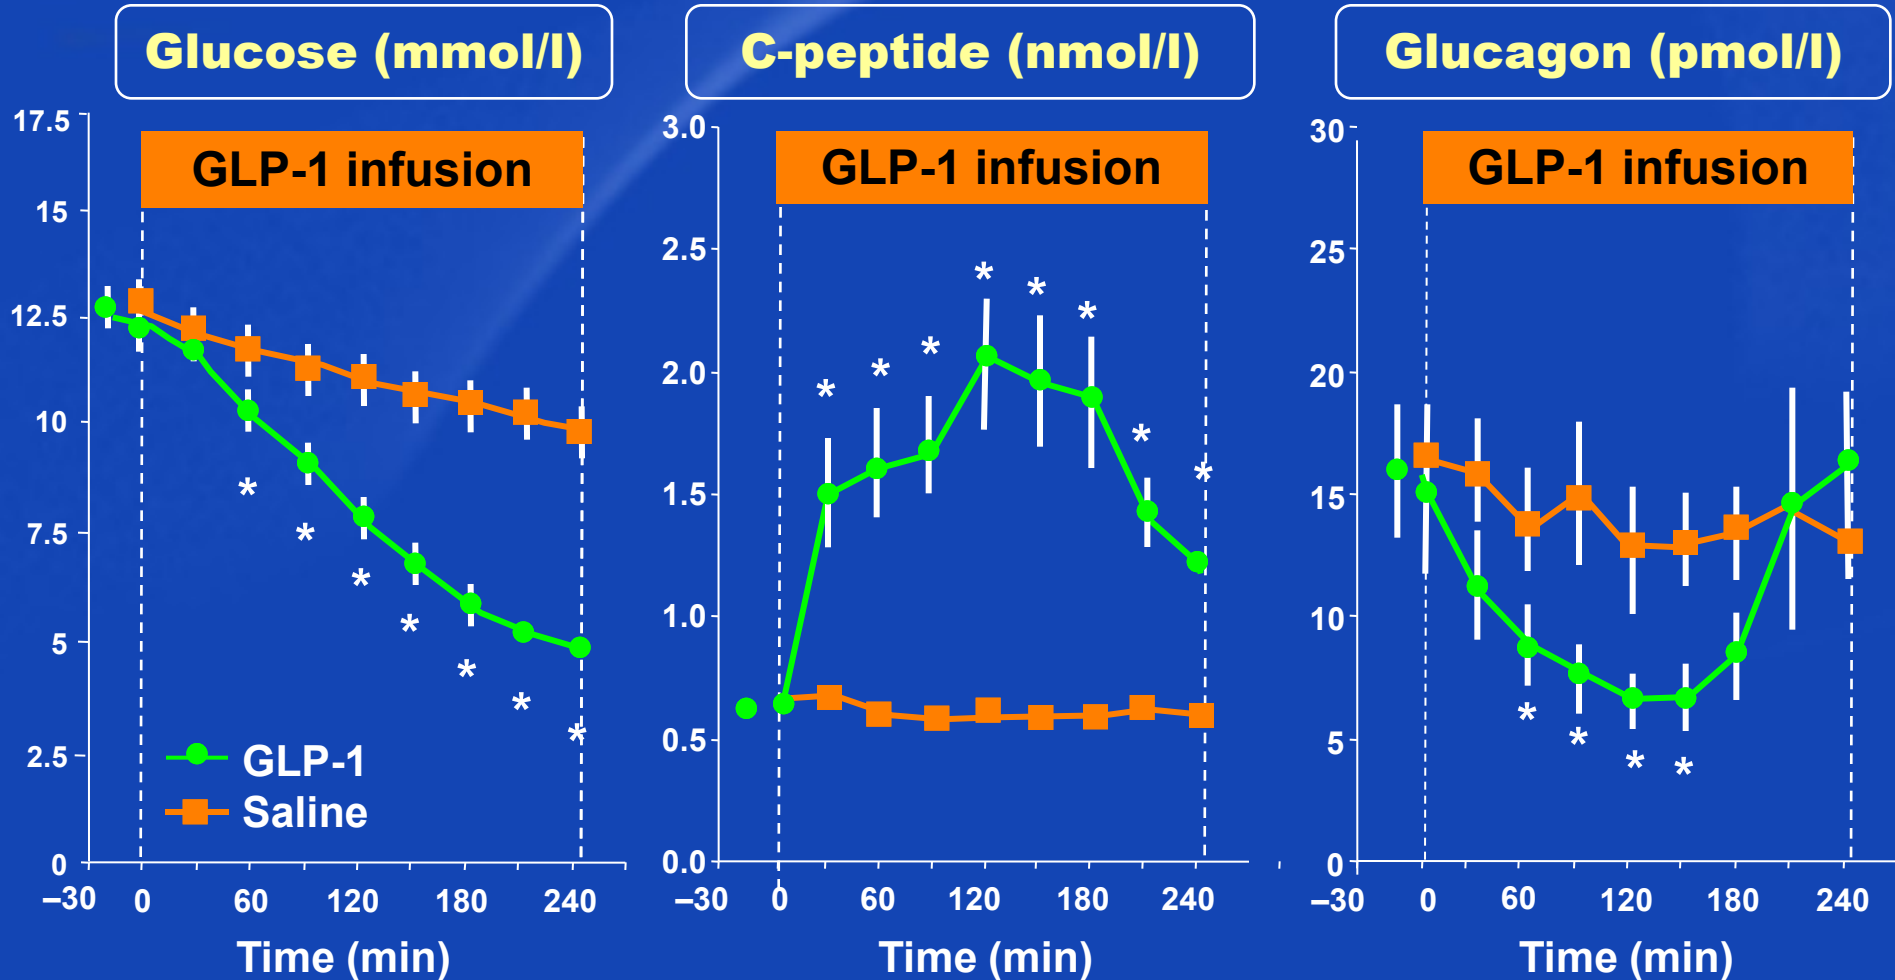 Glucose (mmol/l)
GLP-1 infusion
17.5
15
12.5
10
7.5
5
2.5
0
*
*
*
*
*
*
*
GLP-1
Saline
–30 0 60 120 180 240
Time (min)
C-peptide (nmol/l)
GLP-1 infusion
3.0
2.5
2.0
1.5
1.0
0.5
0.0
*
*
*
*
*
*
*
*
–30 0 60 120 180 240
Time (min)
Glucagon (pmol/l)
GLP-1 infusion
30
25
20
15
10
5
0
*
*
*
*
–30 0 60 120 180 240
Time (min)